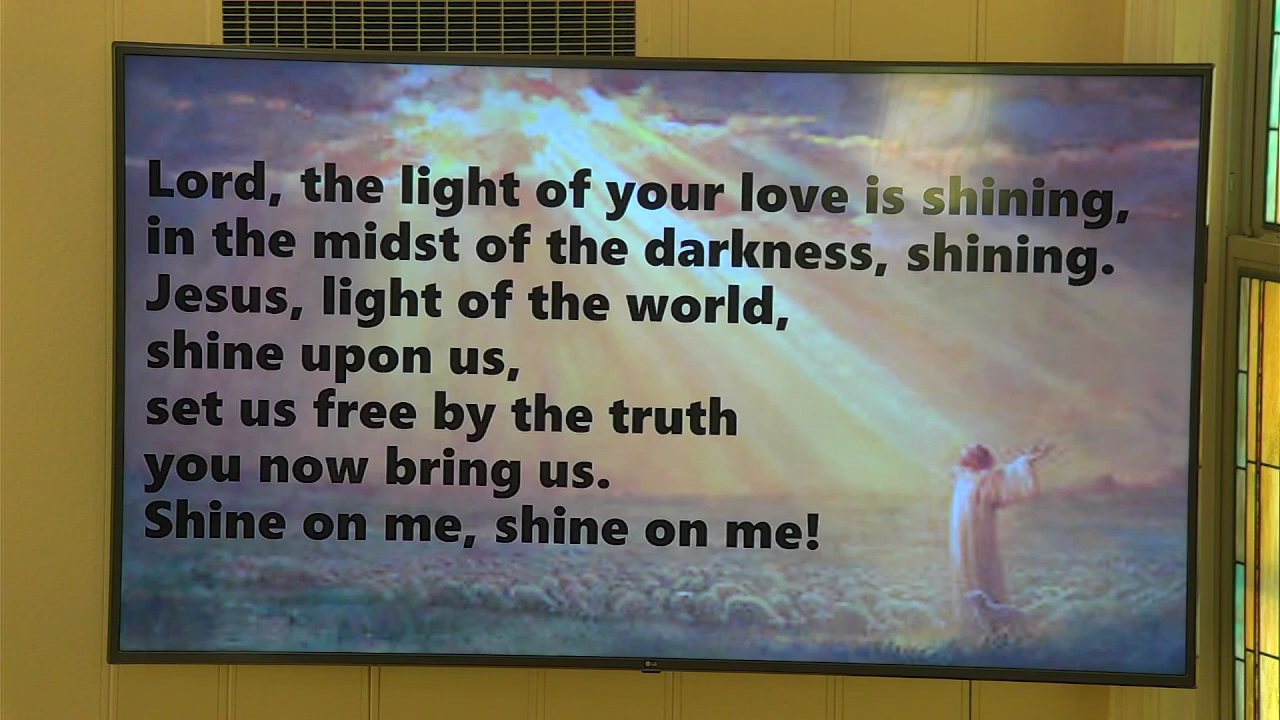 Lord, the light of your love is shining,
in the midst of the darkness, shining.
Jesus, light of the world,
shine upon us,
set us free by the truth
you now bring us.
Shine on me, shine on me!
LG